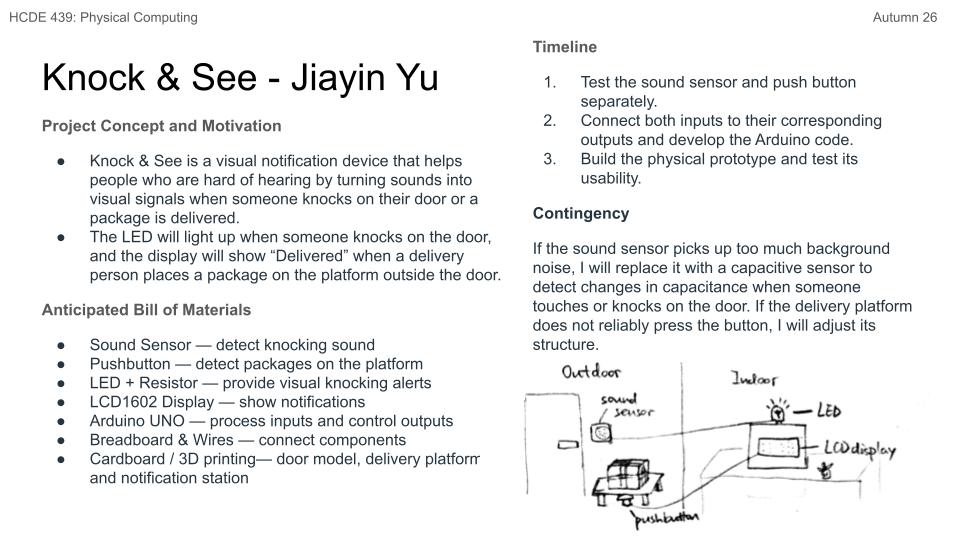 HCDE 439: Physical Computing
Autumn 26
Knock & See - Jiayin Yu
Project Concept and Motivation
● Knock & See is a visual notification device that helps
people who are hard of hearing by turning sounds into
visual signals when someone knocks on their door or a
package is delivered.
● The LED will light up when someone knocks on the door,
and the display will show “Delivered” when a delivery
person places a package on the platform outside the door.
Anticipated Bill of Materials
● Sound Sensor — detect knocking sound
● Pushbutton — detect packages on the platform
● LED + Resistor — provide visual knocking alerts
● LCD1602 Display — show notifications
● Arduino UNO — process inputs and control outputs
● Breadboard & Wires — connect components
● Cardboard / 3D printing— door model, delivery platform
and notification station
Timeline
1. Test the sound sensor and push button
separately.
2. Connect both inputs to their corresponding
outputs and develop the Arduino code.
3. Build the physical prototype and test its
usability.
Contingency
If the sound sensor picks up too much background
noise, I will replace it with a capacitive sensor to
detect changes in capacitance when someone
touches or knocks on the door. If the delivery platform
does not reliably press the button, I will adjust its
structure.
Outdoor
Indoor
sound
sensor
LED
LCD display
pushbutton